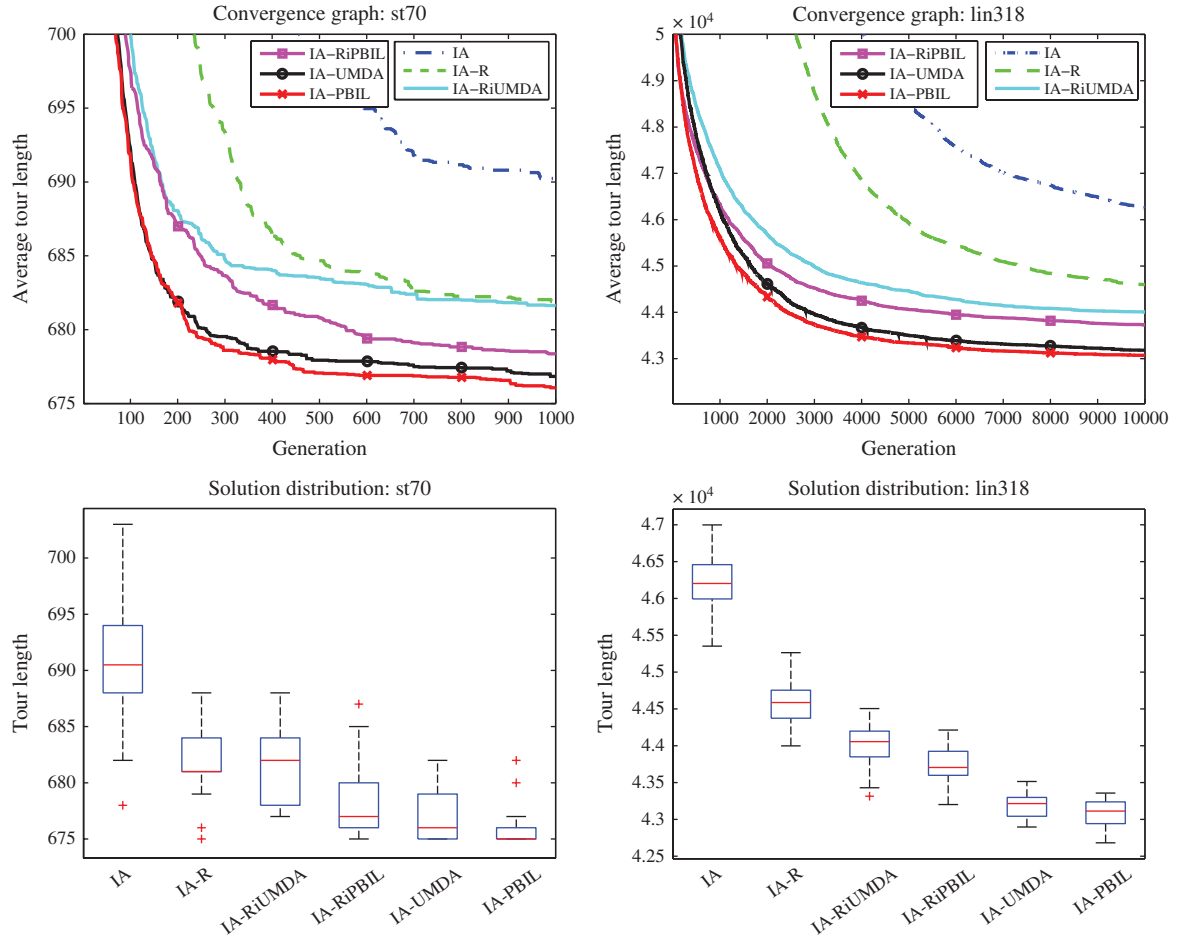 Convergence graph: st70
700
695
690
685
680
675
Average tour length
IA−RiPBIL
IA−UMDA
IA−PBIL
IA
IA−R
IA−RiUMDA
100 200 300 400 500 600 700 800 900 1000
Generation
Convergence graph: lin318
× 10^4
5
4.9
4.8
4.7
4.6
4.5
4.4
4.3
Average tour length
IA−RiPBIL
IA−UMDA
IA−PBIL
IA
IA−R
IA−RiUMDA
1000 2000 3000 4000 5000 6000 7000 8000 9000 10000
Generation
Solution distribution: st70
700
695
690
685
680
675
Tour length
IA
IA-R
IA-RiUMDA
IA-RiPBIL
IA-UMDA
IA-PBIL
Solution distribution: lin318
× 10^4
4.7
4.65
4.6
4.55
4.5
4.45
4.4
4.35
4.3
4.25
Tour length
IA
IA-R
IA-RiUMDA
IA-RiPBIL
IA-UMDA
IA-PBIL